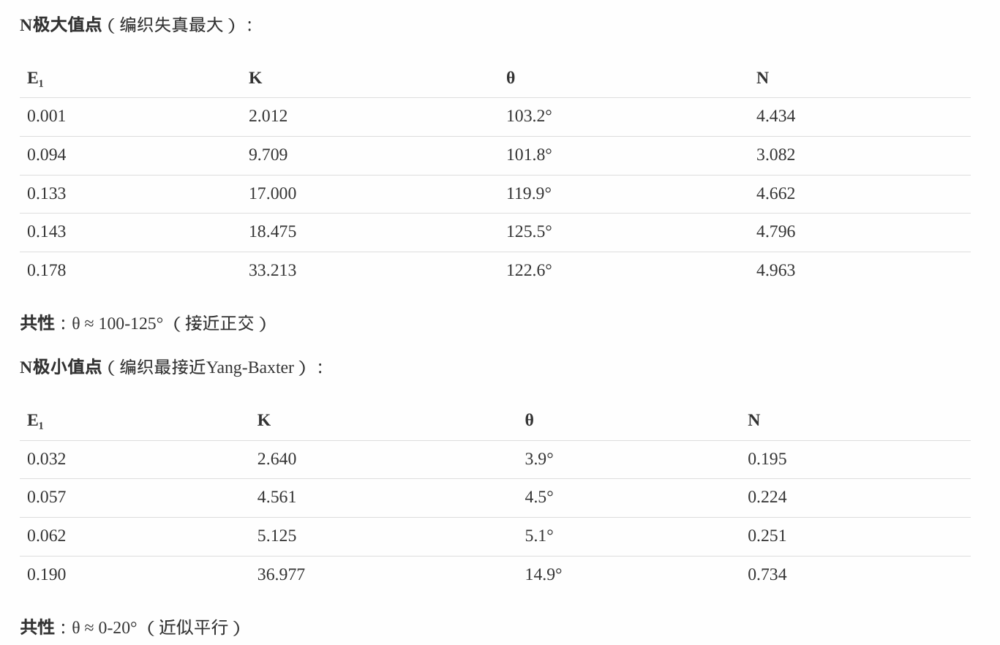 N极大值点（编织失真最大）：
E₁ K θ N
0.001 2.012 103.2° 4.434
0.094 9.709 101.8° 3.082
0.133 17.000 119.9° 4.662
0.143 18.475 125.5° 4.796
0.178 33.213 122.6° 4.963
共性：θ ≈ 100-125°（接近正交）
N极小值点（编织最接近Yang-Baxter）：
E₁ K θ N
0.032 2.640 3.9° 0.195
0.057 4.561 4.5° 0.224
0.062 5.125 5.1° 0.251
0.190 36.977 14.9° 0.734
共性：θ ≈ 0-20°（近似平行）